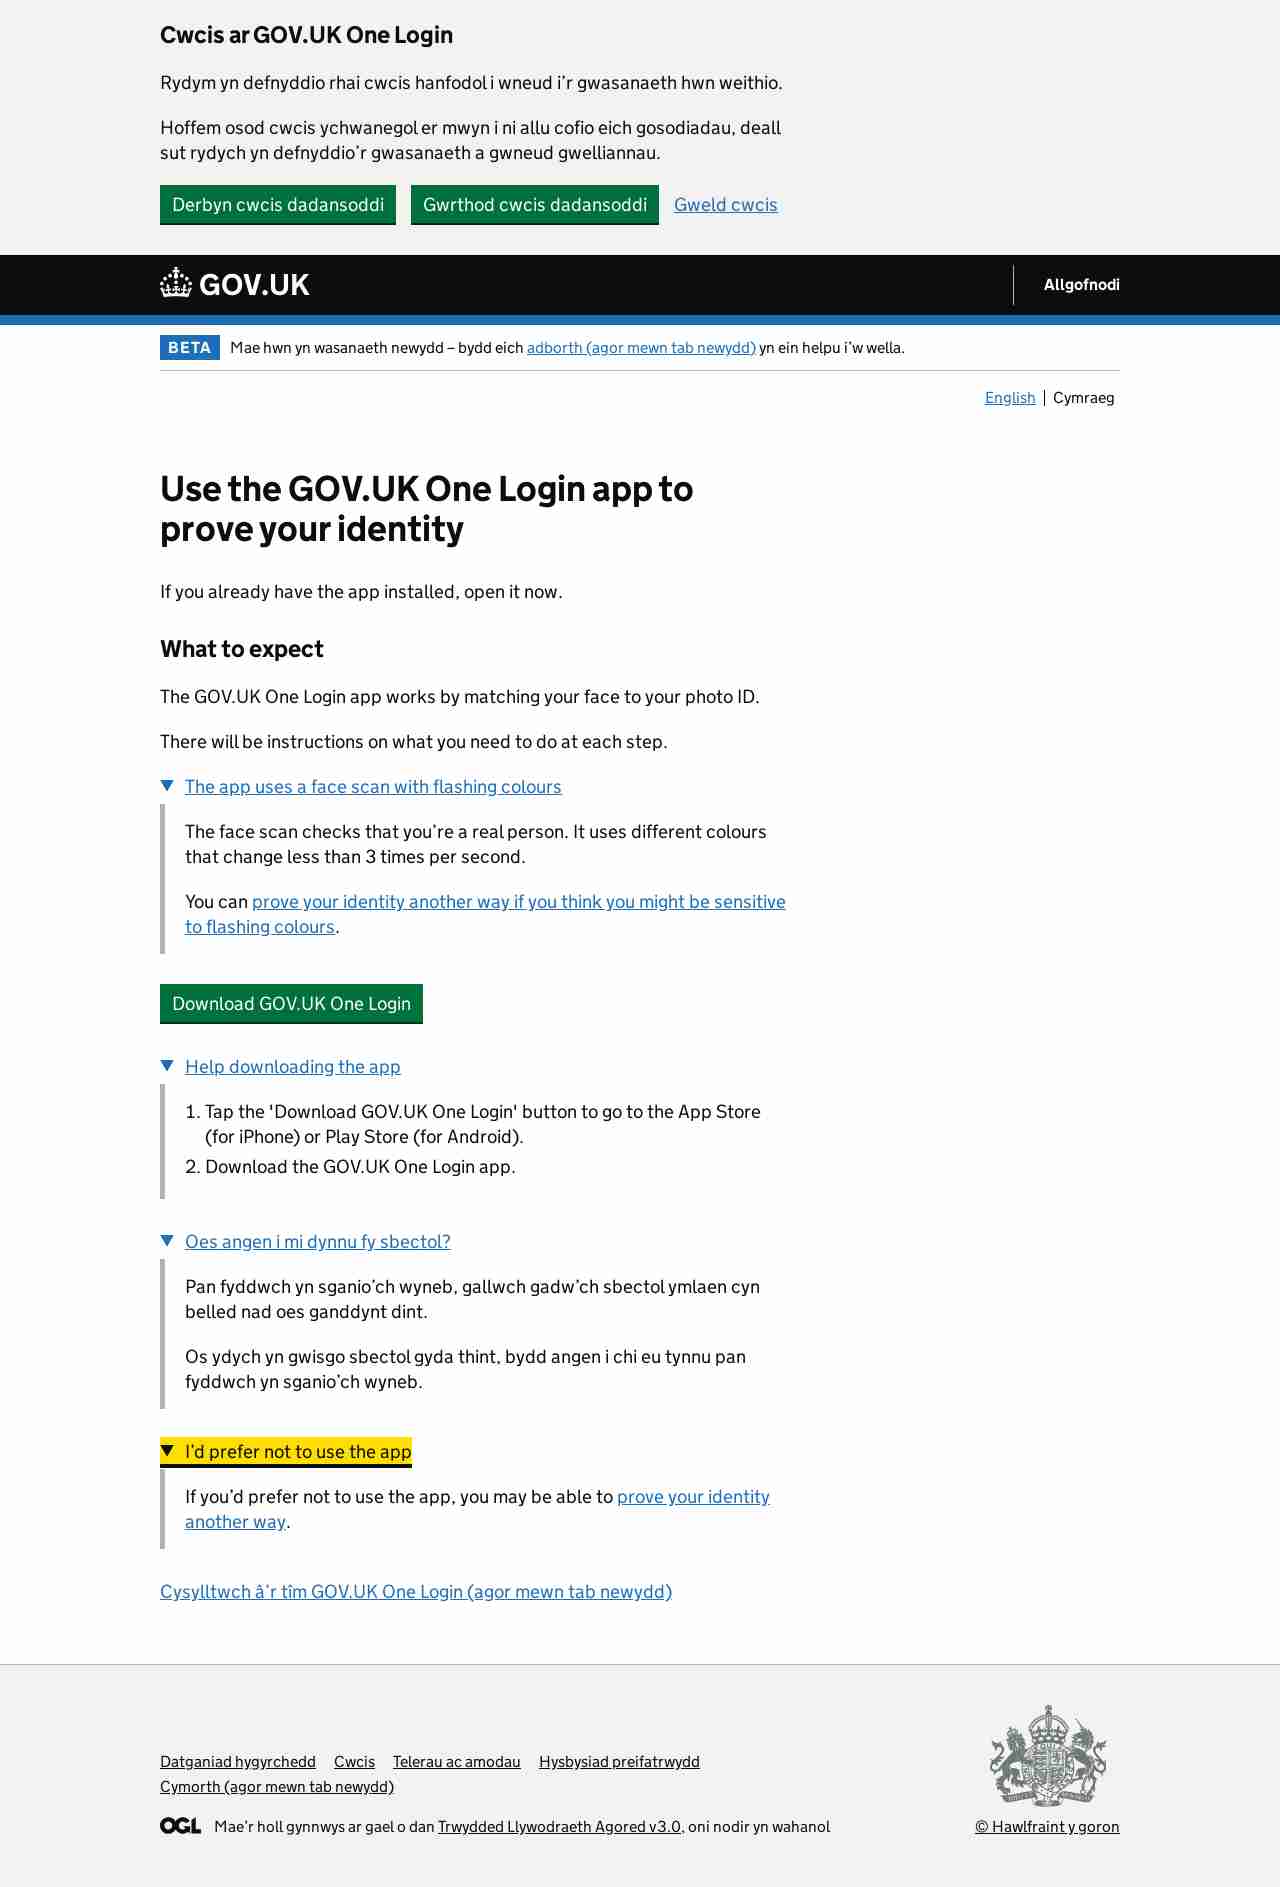 Cwcis ar GOV.UK One Login
Rydym yn defnyddio rhai cwcis hanfodol i wneud i’r gwasanaeth hwn weithio.
Hoffem osod cwcis ychwanegol er mwyn i ni allu cofio eich gosodiadau, deall
sut rydych yn defnyddio’r gwasanaeth a gwneud gwelliannau.
Derbyn cwcis dadansoddi Gwrthod cwcis dadansoddi Gweld cwcis
GOV.UK Allgofnodi
BETA Mae hwn yn wasanaeth newydd – bydd eich adborth (agor mewn tab newydd) yn ein helpu i’w wella.
English Cymraeg
Use the GOV.UK One Login app to
prove your identity
If you already have the app installed, open it now.
What to expect
The GOV.UK One Login app works by matching your face to your photo ID.
There will be instructions on what you need to do at each step.
The app uses a face scan with flashing colours
The face scan checks that you’re a real person. It uses different colours
that change less than 3 times per second.
You can prove your identity another way if you think you might be sensitive
to flashing colours.
Download GOV.UK One Login
Help downloading the app
1. Tap the 'Download GOV.UK One Login' button to go to the App Store
(for iPhone) or Play Store (for Android).
2. Download the GOV.UK One Login app.
Oes angen i mi dynnu fy sbectol?
Pan fyddwch yn sganio’ch wyneb, gallwch gadw’ch sbectol ymlaen cyn
belled nad oes ganddynt dint.
Os ydych yn gwisgo sbectol gyda thint, bydd angen i chi eu tynnu pan
fyddwch yn sganio’ch wyneb.
I’d prefer not to use the app
If you’d prefer not to use the app, you may be able to prove your identity
another way.
Cysylltwch â’r tîm GOV.UK One Login (agor mewn tab newydd)
Datganiad hygyrchedd Cwcis Telerau ac amodau Hysbysiad preifatrwydd
Cymorth (agor mewn tab newydd)
OGL Mae’r holl gynnwys ar gael o dan Trwydded Llywodraeth Agored v3.0, oni nodir yn wahanol
© Hawlfraint y goron